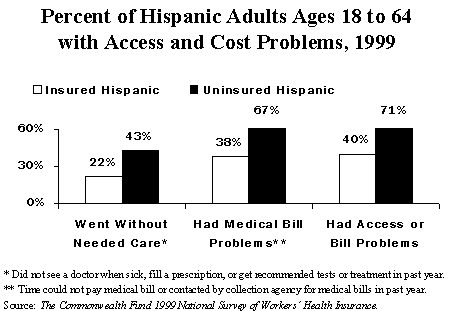 Percent of Hispanic Adults Ages 18 to 64
with Access and Cost Problems, 1999
Insured Hispanic Uninsured Hispanic
67% 71%
60%
43% 38% 40%
30%
22%
0%
Went Without Had Medical Bill Had Access or
Needed Care* Problems** Bill Problems
* Did not see a doctor when sick, fill a prescription, or get recommended tests or treatment in past year.
** Time could not pay medical bill or contacted by collection agency for medical bills in past year.
Source: The Commonwealth Fund 1999 National Survey of Workers´ Health Insurance.